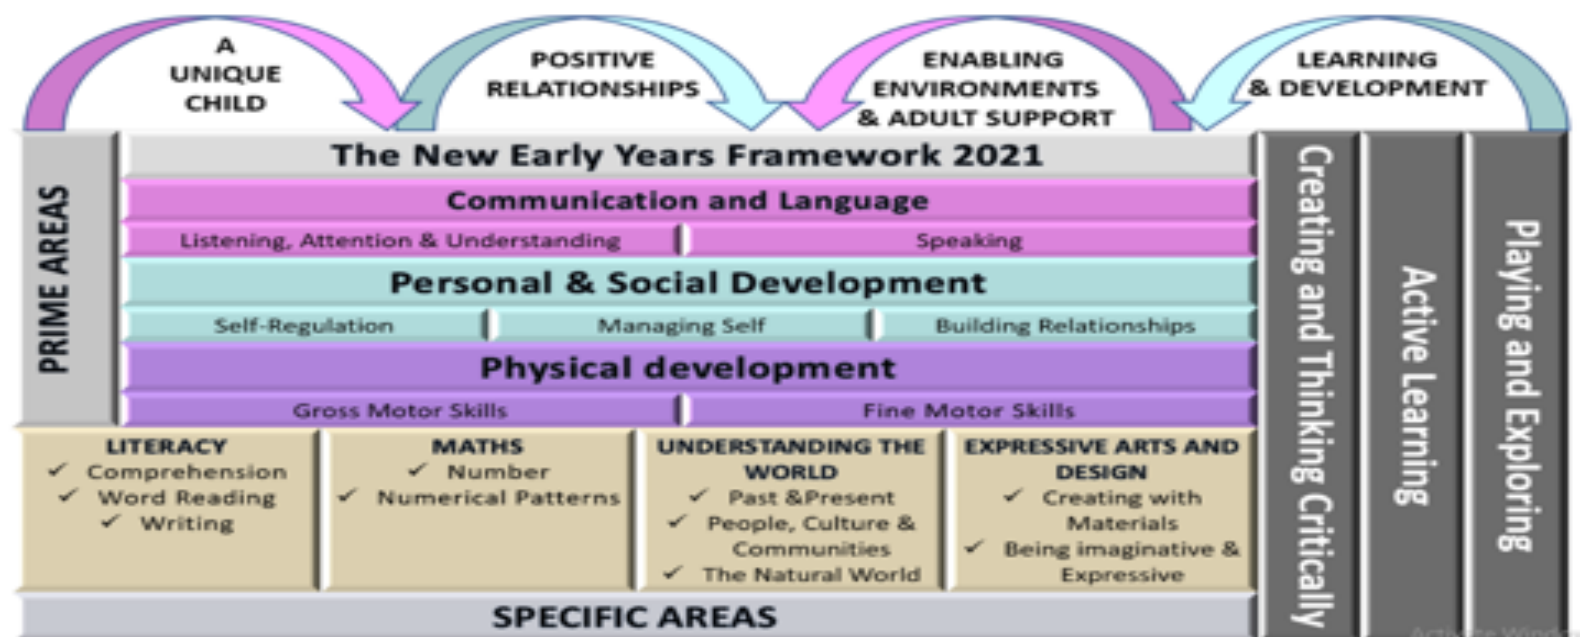 A
UNIQUE
CHILD
POSITIVE
RELATIONSHIPS
ENABLING
ENVIRONMENTS
& ADULT SUPPORT
LEARNING
& DEVELOPMENT
PRIME AREAS
The New Early Years Framework 2021
Communication and Language
Listening, Attention & Understanding
Speaking
Personal & Social Development
Self-Regulation
Managing Self
Building Relationships
Physical development
Gross Motor Skills
Fine Motor Skills
LITERACY
✓ Comprehension
✓ Word Reading
✓ Writing
MATHS
✓ Number
✓ Numerical Patterns
UNDERSTANDING THE
WORLD
✓ Past &Present
✓ People, Culture &
Communities
✓ The Natural World
EXPRESSIVE ARTS AND
DESIGN
✓ Creating with
Materials
✓ Being imaginative &
Expressive
SPECIFIC AREAS
Creating and Thinking Critically
Active Learning
Playing and Exploring